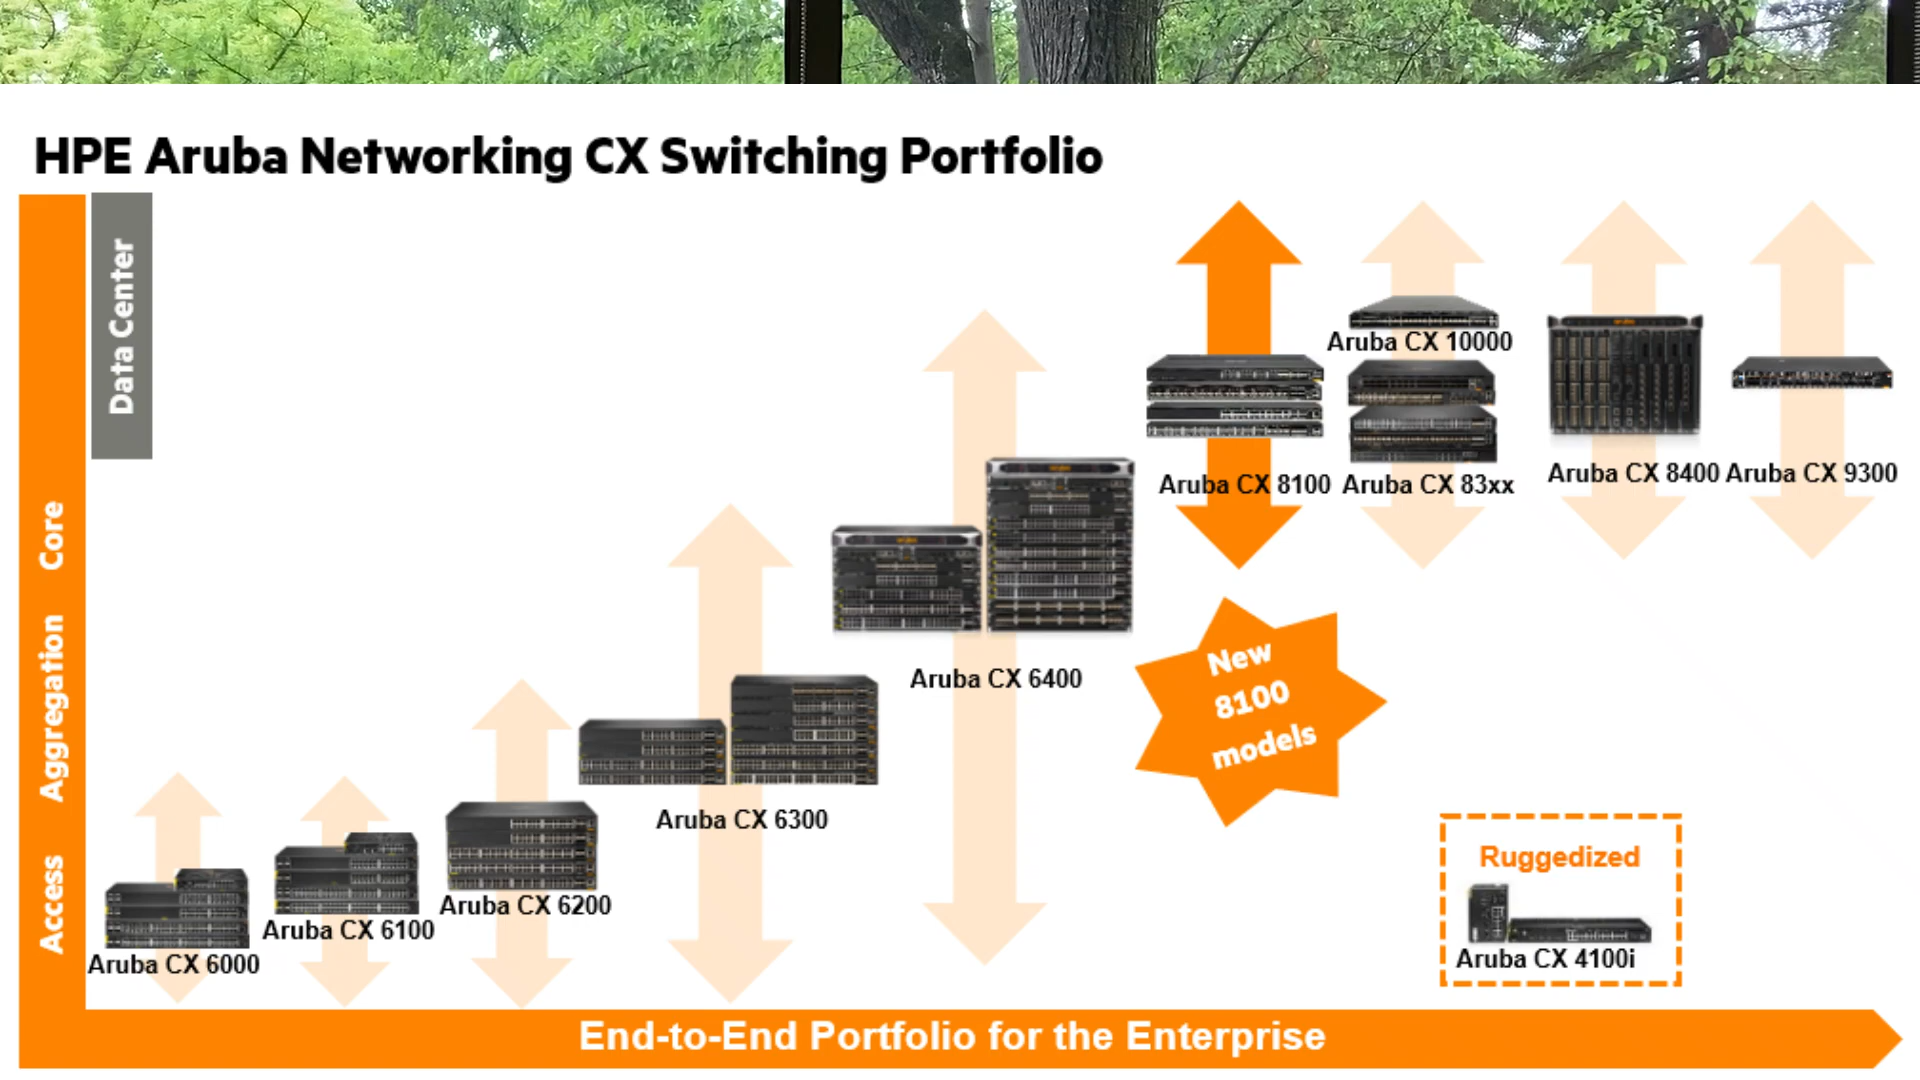 HPE Aruba Networking CX Switching Portfolio
Data Center
Core
Aggregation
Access
Aruba CX 10000
Aruba CX 8100
Aruba CX 83xx
Aruba CX 8400
Aruba CX 9300
Aruba CX 6400
New
8100
models
Aruba CX 6300
Aruba CX 6200
Aruba CX 6100
Aruba CX 6000
Ruggedized
Aruba CX 4100i
End-to-End Portfolio for the Enterprise